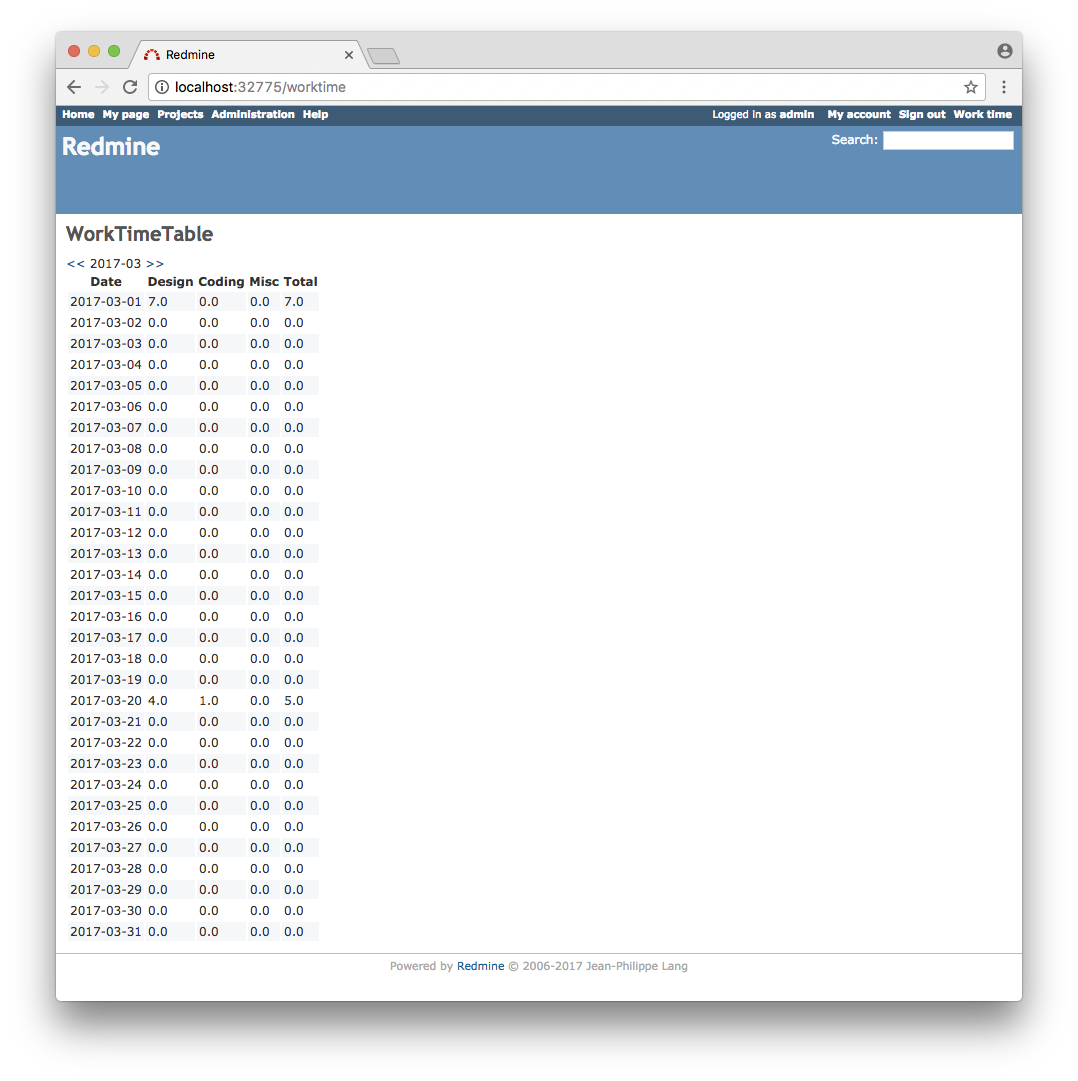 Redmine
localhost:32775/worktime
Home My page Projects Administration Help Logged in as admin My account Sign out Work time
Redmine Search:
WorkTimeTable
<< 2017-03 >>
Date Design Coding Misc Total
2017-03-01 7.0 0.0 0.0 7.0
2017-03-02 0.0 0.0 0.0 0.0
2017-03-03 0.0 0.0 0.0 0.0
2017-03-04 0.0 0.0 0.0 0.0
2017-03-05 0.0 0.0 0.0 0.0
2017-03-06 0.0 0.0 0.0 0.0
2017-03-07 0.0 0.0 0.0 0.0
2017-03-08 0.0 0.0 0.0 0.0
2017-03-09 0.0 0.0 0.0 0.0
2017-03-10 0.0 0.0 0.0 0.0
2017-03-11 0.0 0.0 0.0 0.0
2017-03-12 0.0 0.0 0.0 0.0
2017-03-13 0.0 0.0 0.0 0.0
2017-03-14 0.0 0.0 0.0 0.0
2017-03-15 0.0 0.0 0.0 0.0
2017-03-16 0.0 0.0 0.0 0.0
2017-03-17 0.0 0.0 0.0 0.0
2017-03-18 0.0 0.0 0.0 0.0
2017-03-19 0.0 0.0 0.0 0.0
2017-03-20 4.0 1.0 0.0 5.0
2017-03-21 0.0 0.0 0.0 0.0
2017-03-22 0.0 0.0 0.0 0.0
2017-03-23 0.0 0.0 0.0 0.0
2017-03-24 0.0 0.0 0.0 0.0
2017-03-25 0.0 0.0 0.0 0.0
2017-03-26 0.0 0.0 0.0 0.0
2017-03-27 0.0 0.0 0.0 0.0
2017-03-28 0.0 0.0 0.0 0.0
2017-03-29 0.0 0.0 0.0 0.0
2017-03-30 0.0 0.0 0.0 0.0
2017-03-31 0.0 0.0 0.0 0.0
Powered by Redmine © 2006-2017 Jean-Philippe Lang